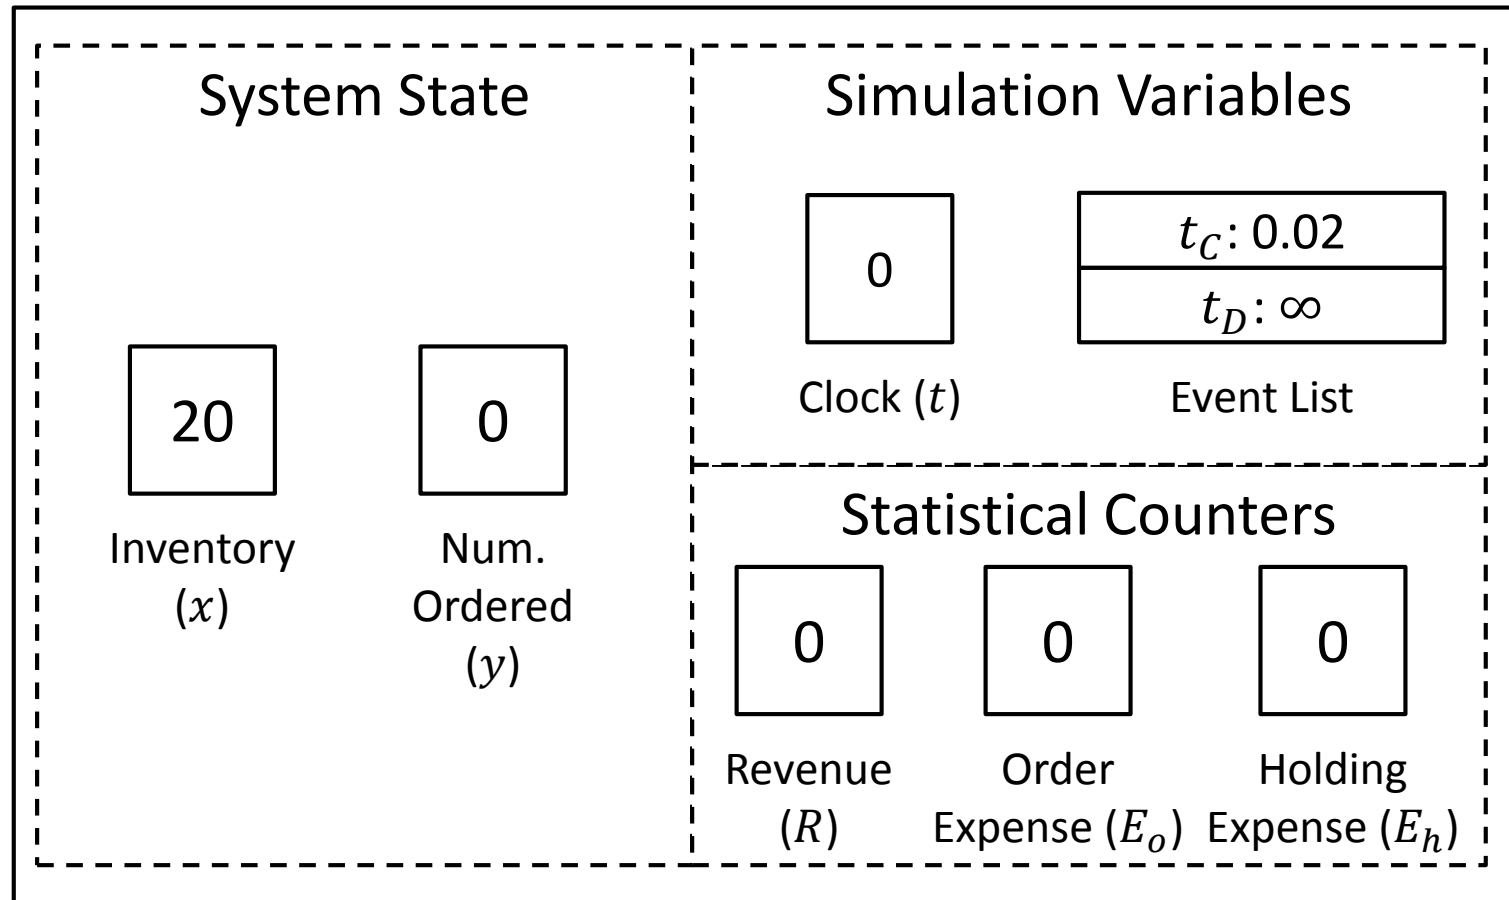 System State
20
0
Inventory
(x)
Num.
Ordered
(y)
Simulation Variables
0
t_C: 0.02
t_D: ∞
Clock (t)
Event List
Statistical Counters
0
0
0
Revenue
(R)
Order
Expense (E_o)
Holding
Expense (E_h)